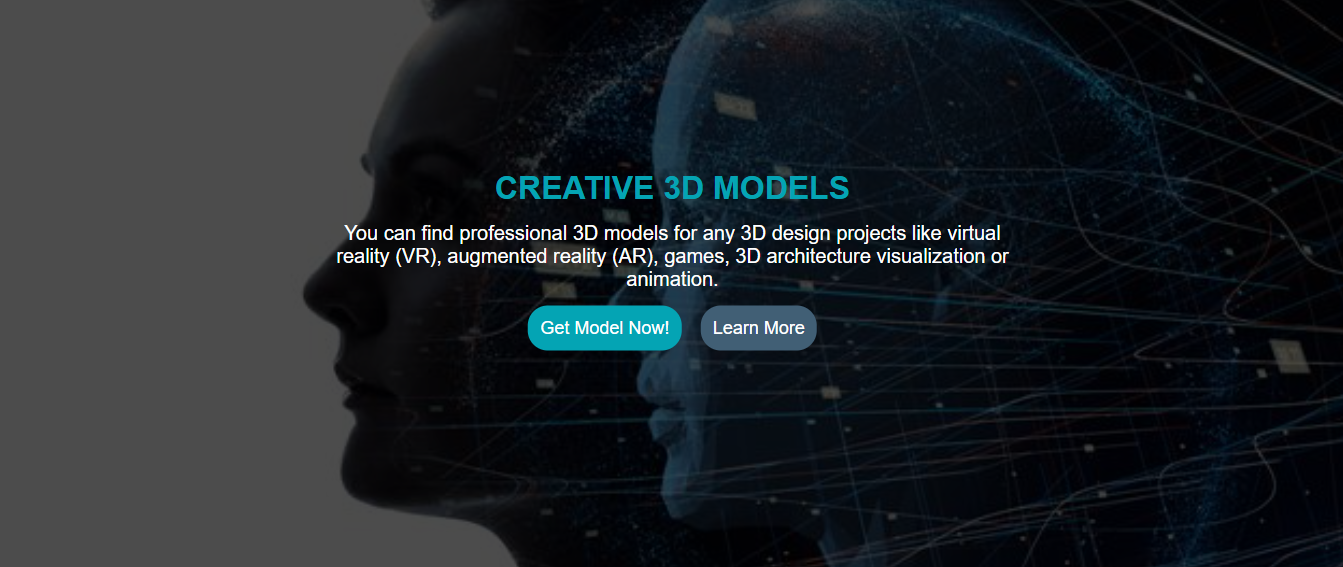 CREATIVE 3D MODELS
You can find professional 3D models for any 3D design projects like virtual
reality (VR), augmented reality (AR), games, 3D architecture visualization or
animation.
Get Model Now! Learn More